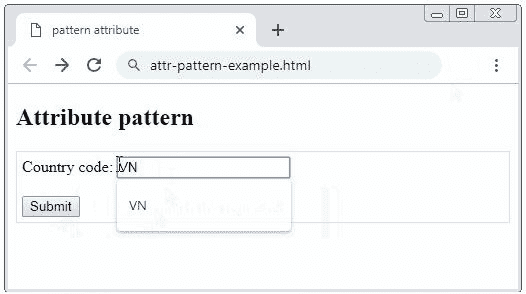 pattern attribute
attr-pattern-example.html
Attribute pattern
Country code: VN
VN
Submit